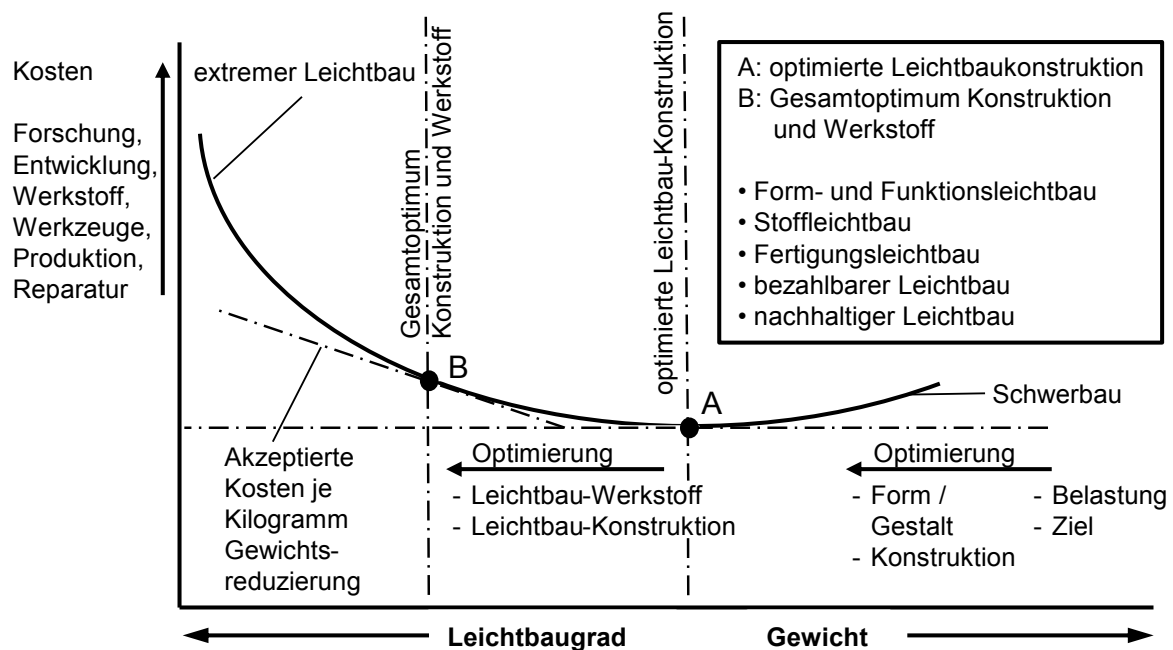 Kosten
Forschung,
Entwicklung,
Werkstoff,
Werkzeuge,
Produktion,
Reparatur
extremer Leichtbau
Gesamtoptimum
Konstruktion und Werkstoff
optimierte Leichtbau-Konstruktion
A: optimierte Leichtbaukonstruktion
B: Gesamtoptimum Konstruktion
und Werkstoff
• Form- und Funktionsleichtbau
• Stoffleichtbau
• Fertigungsleichtbau
• bezahlbarer Leichtbau
• nachhaltiger Leichtbau
B
A
Schwerbau
Akzeptierte
Kosten je
Kilogramm
Gewichts-
reduzierung
Optimierung
- Leichtbau-Werkstoff
- Leichtbau-Konstruktion
Optimierung
- Form /
Gestalt
- Konstruktion
- Belastung
- Ziel
Leichtbaugrad
Gewicht